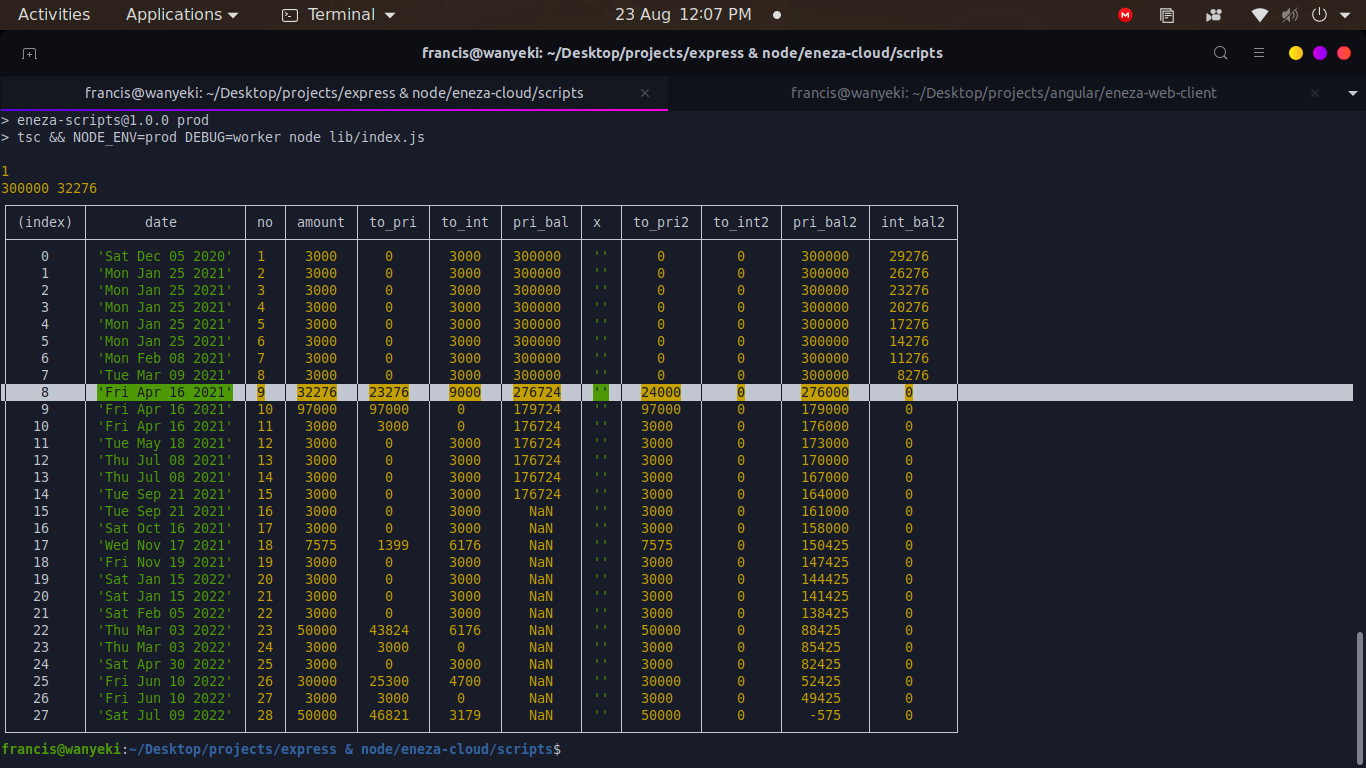 Activities Applications Terminal 23 Aug 12:07 PM
francis@wanyeki: ~/Desktop/projects/express & node/eneza-cloud/scripts
francis@wanyeki: ~/Desktop/projects/express & node/eneza-cloud/scripts × francis@wanyeki: ~/Desktop/projects/angular/eneza-web-client ×
> eneza-scripts@1.0.0 prod
> tsc && NODE_ENV=prod DEBUG=worker node lib/index.js
1
300000 32276
(index) date no amount to_pri to_int pri_bal x to_pri2 to_int2 pri_bal2 int_bal2
0 'Sat Dec 05 2020' 1 3000 0 3000 300000 '' 0 0 300000 29276
1 'Mon Jan 25 2021' 2 3000 0 3000 300000 '' 0 0 300000 26276
2 'Mon Jan 25 2021' 3 3000 0 3000 300000 '' 0 0 300000 23276
3 'Mon Jan 25 2021' 4 3000 0 3000 300000 '' 0 0 300000 20276
4 'Mon Jan 25 2021' 5 3000 0 3000 300000 '' 0 0 300000 17276
5 'Mon Jan 25 2021' 6 3000 0 3000 300000 '' 0 0 300000 14276
6 'Mon Feb 08 2021' 7 3000 0 3000 300000 '' 0 0 300000 11276
7 'Tue Mar 09 2021' 8 3000 0 3000 300000 '' 0 0 300000 8276
8 'Fri Apr 16 2021' 9 32276 23276 9000 276724 '' 24000 0 276000 0
9 'Fri Apr 16 2021' 10 97000 97000 0 179724 '' 97000 0 179000 0
10 'Fri Apr 16 2021' 11 3000 3000 0 176724 '' 3000 0 176000 0
11 'Tue May 18 2021' 12 3000 0 3000 176724 '' 3000 0 173000 0
12 'Thu Jul 08 2021' 13 3000 0 3000 176724 '' 3000 0 170000 0
13 'Thu Jul 08 2021' 14 3000 0 3000 176724 '' 3000 0 167000 0
14 'Tue Sep 21 2021' 15 3000 0 3000 176724 '' 3000 0 164000 0
15 'Tue Sep 21 2021' 16 3000 0 3000 NaN '' 3000 0 161000 0
16 'Sat Oct 16 2021' 17 3000 0 3000 NaN '' 3000 0 158000 0
17 'Wed Nov 17 2021' 18 7575 1399 6176 NaN '' 7575 0 150425 0
18 'Fri Nov 19 2021' 19 3000 0 3000 NaN '' 3000 0 147425 0
19 'Sat Jan 15 2022' 20 3000 0 3000 NaN '' 3000 0 144425 0
20 'Sat Jan 15 2022' 21 3000 0 3000 NaN '' 3000 0 141425 0
21 'Sat Feb 05 2022' 22 3000 0 3000 NaN '' 3000 0 138425 0
22 'Thu Mar 03 2022' 23 50000 43824 6176 NaN '' 50000 0 88425 0
23 'Thu Mar 03 2022' 24 3000 3000 0 NaN '' 3000 0 85425 0
24 'Sat Apr 30 2022' 25 3000 0 3000 NaN '' 3000 0 82425 0
25 'Fri Jun 10 2022' 26 30000 25300 4700 NaN '' 30000 0 52425 0
26 'Fri Jun 10 2022' 27 3000 3000 0 NaN '' 3000 0 49425 0
27 'Sat Jul 09 2022' 28 50000 46821 3179 NaN '' 50000 0 -575 0
francis@wanyeki:~/Desktop/projects/express & node/eneza-cloud/scripts$